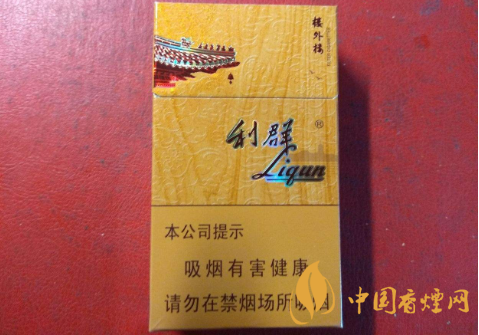 楼外楼
利群®
Liqun
本公司提示
吸烟有害健康
请勿在禁烟场所吸烟
中国香烟网